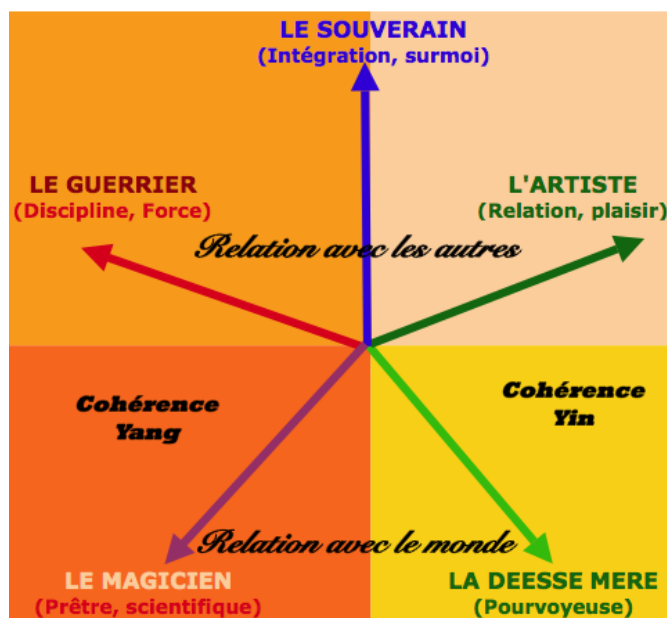 LE SOUVERAIN
(Intégration, surmoi)
LE GUERRIER
(Discipline, Force)
L'ARTISTE
(Relation, plaisir)
Relation avec les autres
Cohérence
Yang
Cohérence
Yin
Relation avec le monde
LE MAGICIEN
(Prêtre, scientifique)
LA DEESSE MERE
(Pourvoyeuse)